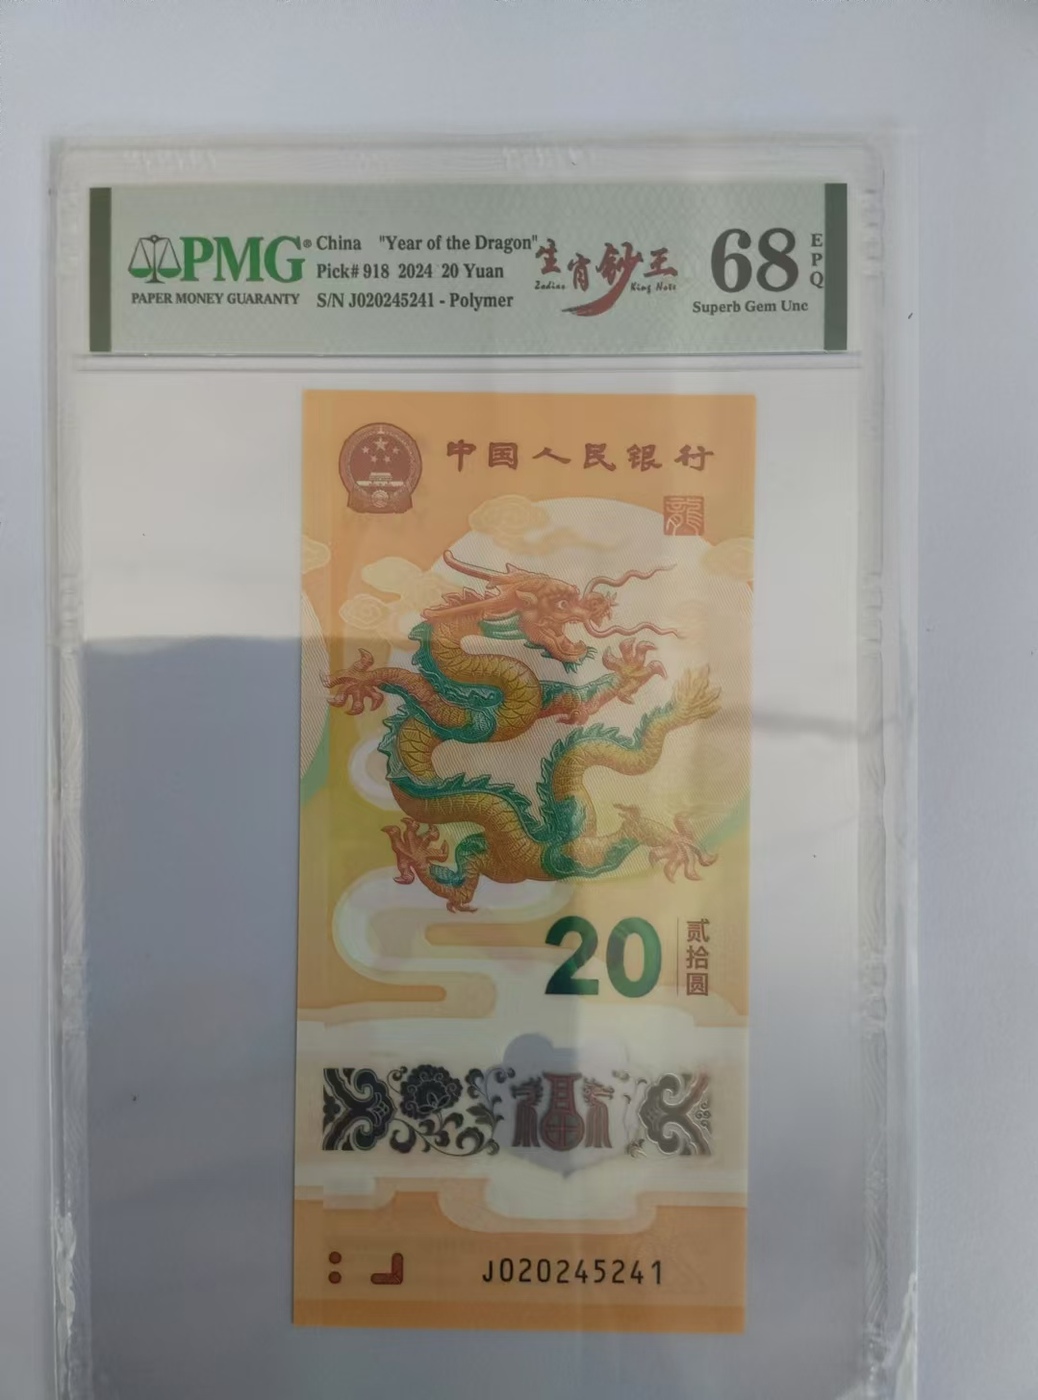 PMG®
PAPER MONEY GUARANTY
China "Year of the Dragon"
Pick# 918 2024 20 Yuan
S/N J020245241 - Polymer
生肖钞王
Zodiac King Note
68
EPQ
Superb Gem Unc
中国人民银行
龍
20
贰拾圆
J020245241